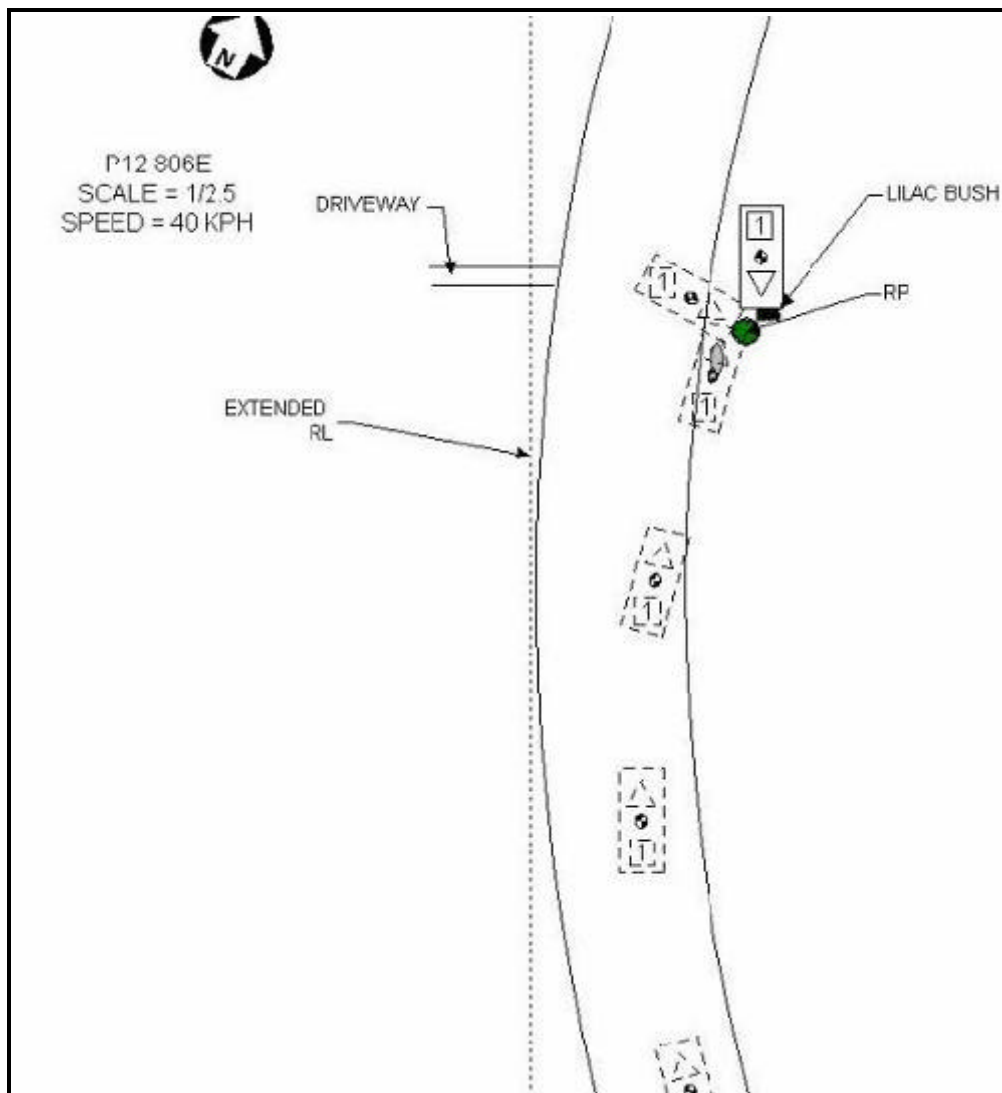 N
P12 806E
SCALE = 1/2.5
SPEED = 40 KPH
DRIVEWAY
LILAC BUSH
1
1
RP
1
EXTENDED
RL
1
1